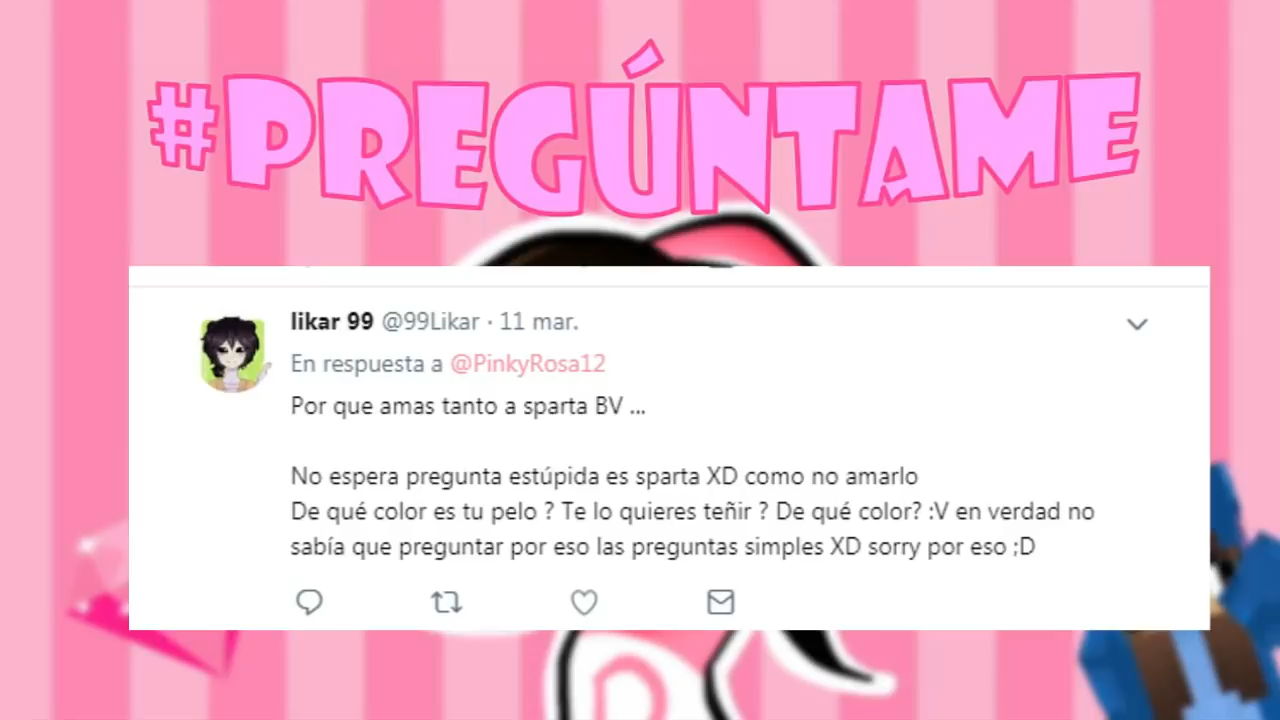 #PREGÚNTAME
likar 99 @99Likar · 11 mar.
En respuesta a @PinkyRosa12
Por que amas tanto a sparta BV ...
No espera pregunta estúpida es sparta XD como no amarlo
De qué color es tu pelo ? Te lo quieres teñir ? De qué color? :V en verdad no
sabía que preguntar por eso las preguntas simples XD sorry por eso ;D